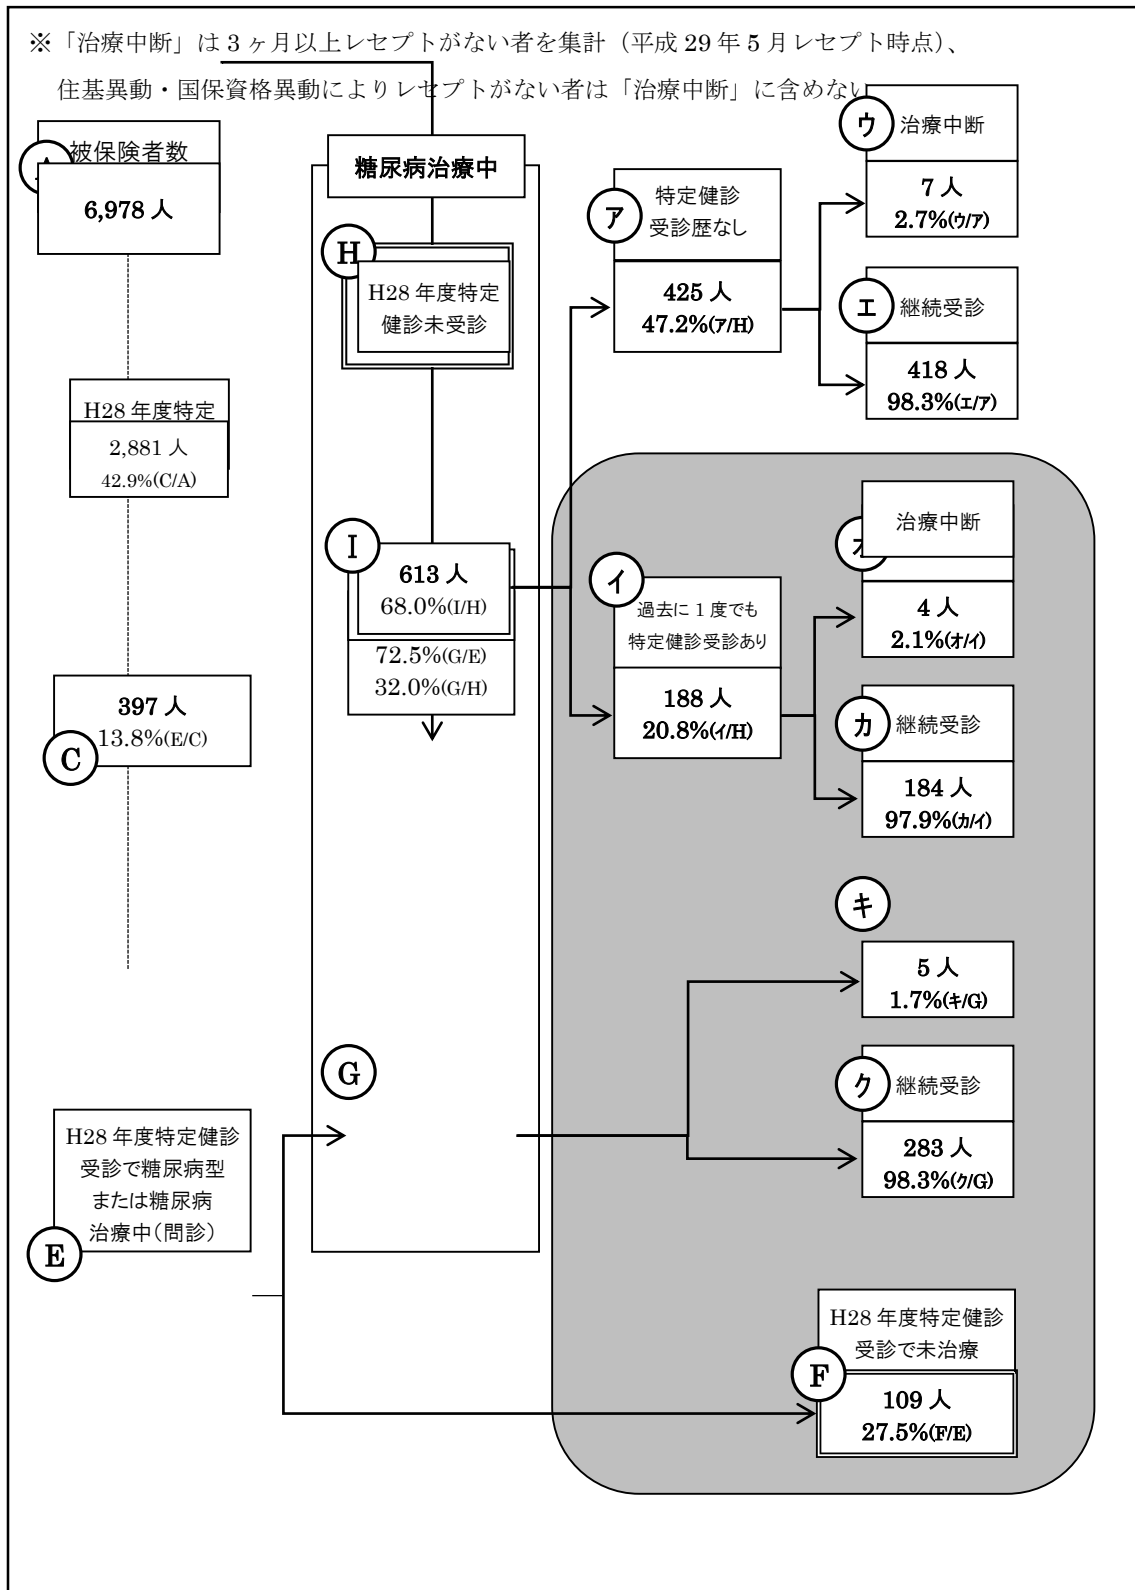 ※「治療中断」は3ヶ月以上レセプトがない者を集計（平成29年5月レセプト時点）、
住基異動・国保資格異動によりレセプトがない者は「治療中断」に含めない
被保険者数
6,978人
H28年度特定
2,881人
42.9%(C/A)
397人
13.8%(E/C)
C
H28年度特定健診
受診で糖尿病型
または糖尿病
治療中（問診）
E
糖尿病治療中
H
H28年度特定
健診未受診
I
613人
68.0%(I/H)
72.5%(G/E)
32.0%(G/H)
G
ア
特定健診
受診歴なし
425人
47.2%(ア/H)
イ
過去に1度でも
特定健診受診あり
188人
20.8%(イ/H)
ウ
治療中断
7人
2.7%(ウ/ア)
エ
継続受診
418人
98.3%(エ/ア)
治療中断
4人
2.1%(オ/イ)
カ
継続受診
184人
97.9%(カ/イ)
キ
5人
1.7%(キ/G)
ク
継続受診
283人
98.3%(ク/G)
H28年度特定健診
受診で未治療
F
109人
27.5%(F/E)